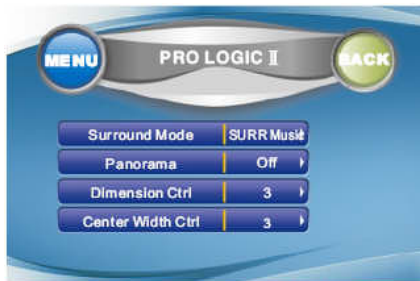 MENU
PRO LOGIC II
BACK
Surround Mode SURR Music
Panorama Off
Dimension Ctrl 3
Center Width Ctrl 3